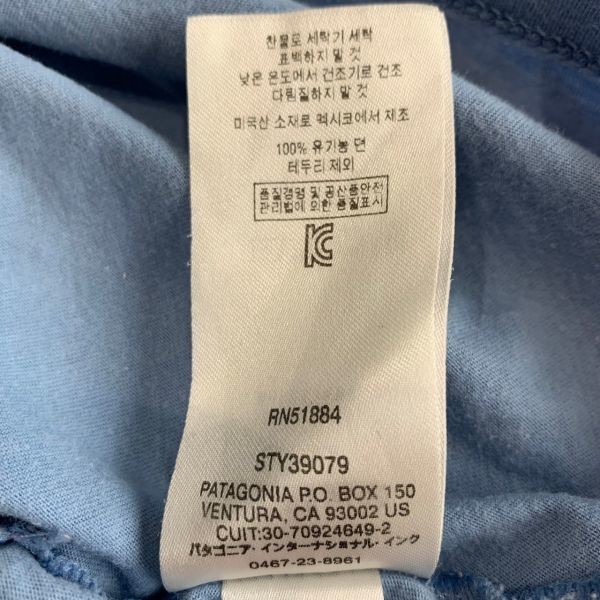 찬물로 세탁기 세탁
표백하지 말 것
낮은 온도에서 건조기로 건조
다림질하지 말 것
미국산 소재로 멕시코에서 제조
100% 유기농 면
테두리 제외
품질경영 및 공산품안전
관리법에 의한 품질표시
RN51884
STY39079
PATAGONIA P.O. BOX 150
VENTURA, CA 93002 US
CUIT:30-70924649-2
パタゴニア・インターナショナル・インク
0467-23-8961